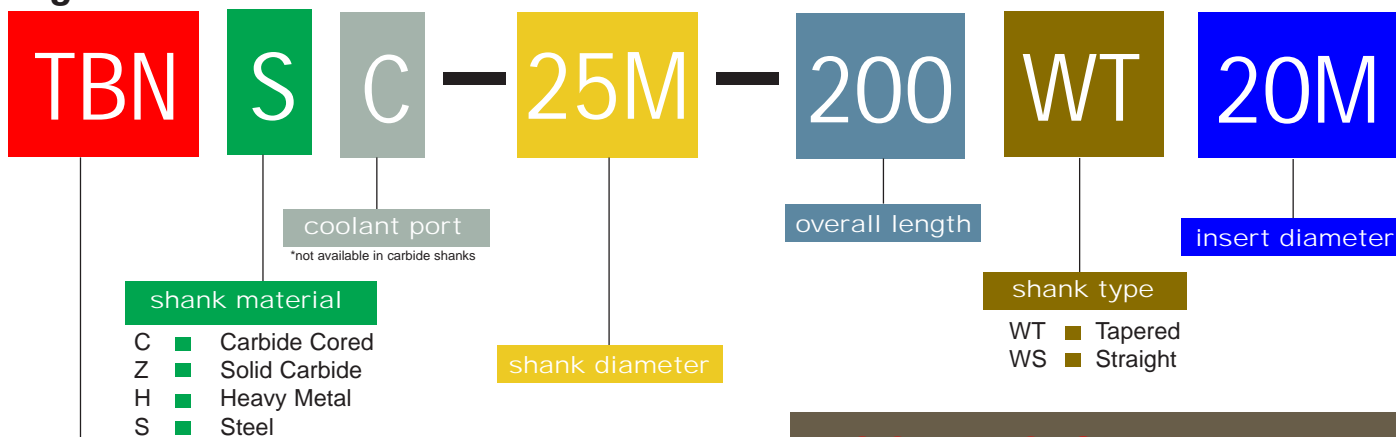 TBN S C — 25M — 200 WT 20M
coolant port
*not available in carbide shanks
overall length
insert diameter
shank material
C ■ Carbide Cored
Z ■ Solid Carbide
H ■ Heavy Metal
S ■ Steel
shank diameter
shank type
WT ■ Tapered
WS ■ Straight